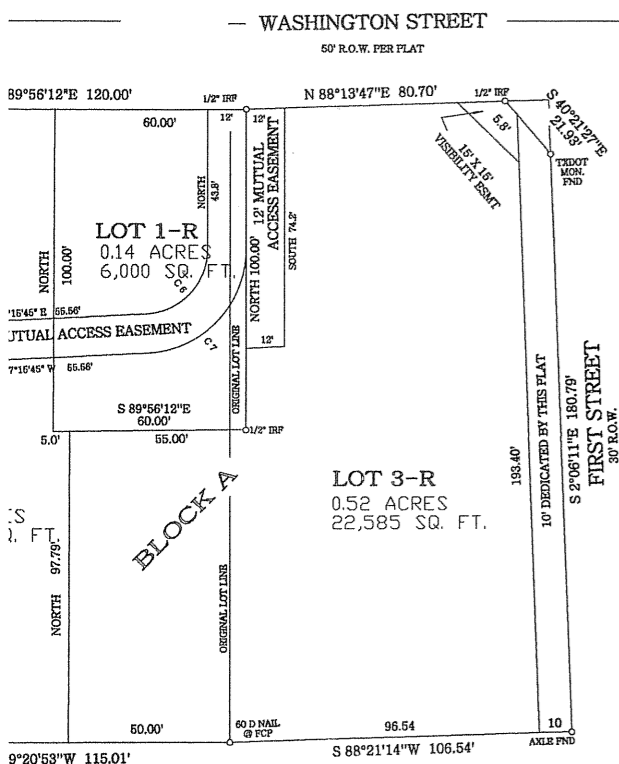 WASHINGTON STREET
50' R.O.W. PER PLAT
89°56'12"E 120.00'
1/2" IRF
N 88°13'47"E 80.70'
1/2" IRF
S 40°21'27"E
21.93'
60.00'
12'
12'
5.8'
15' X 15'
VISIBILITY ESMT
TXDOT
MON.
FND
NORTH
43.8'
12' MUTUAL
ACCESS EASEMENT
SOUTH 74.2'
NORTH 100.00'
LOT 1-R
0.14 ACRES
6,000 SQ. FT.
NORTH
100.00'
C6
°15'45" E 55.56'
UTUAL ACCESS EASEMENT
C7
7°15'45" W 55.56'
12'
ORIGINAL LOT LINE
S 89°56'12"E
60.00'
5.0'
55.00'
1/2" IRF
BLOCK A
LOT 3-R
0.52 ACRES
22,585 SQ. FT.
193.40'
10' DEDICATED BY THIS PLAT
S 2°06'11"E 180.79'
FIRST STREET
30' R.O.W.
ES
Q. FT.
NORTH 97.79'
ORIGINAL LOT LINE
50.00'
60 D NAIL
@ FCP
96.54
10
AXLE FND
9°20'53"W 115.01'
S 88°21'14"W 106.54'